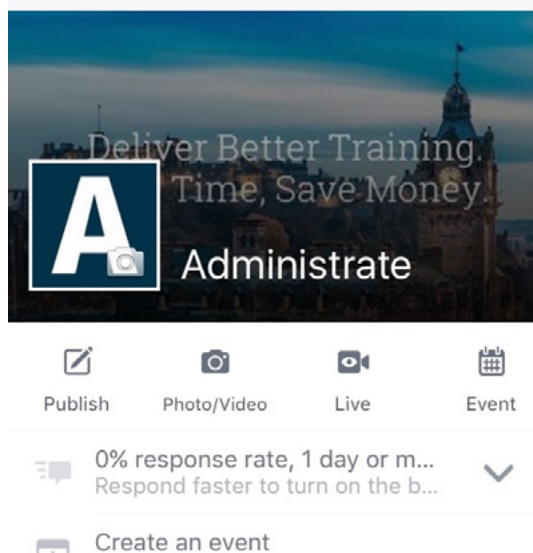 Deliver Better Training.
Time, Save Money.
A
Administrate
Publish
Photo/Video
Live
Event
0% response rate, 1 day or m...
Respond faster to turn on the b...
Create an event